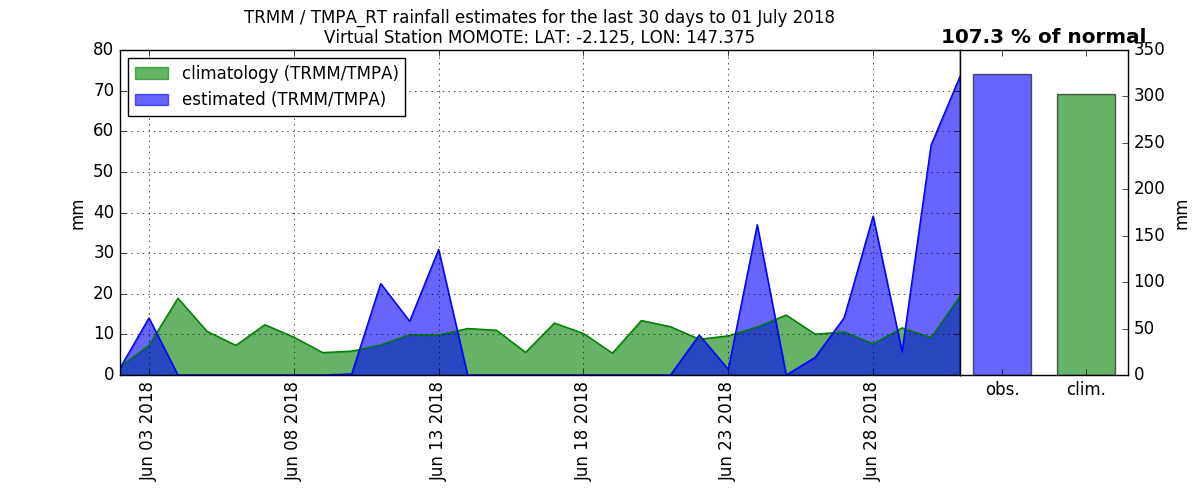 TRMM / TMPA_RT rainfall estimates for the last 30 days to 01 July 2018
Virtual Station MOMOTE: LAT: -2.125, LON: 147.375
107.3 % of normal
climatology (TRMM/TMPA)
estimated (TRMM/TMPA)
80
70
60
50
40
30
20
10
0
mm
350
300
250
200
150
100
50
0
mm
obs.
clim.
Jun 03 2018
Jun 08 2018
Jun 13 2018
Jun 18 2018
Jun 23 2018
Jun 28 2018